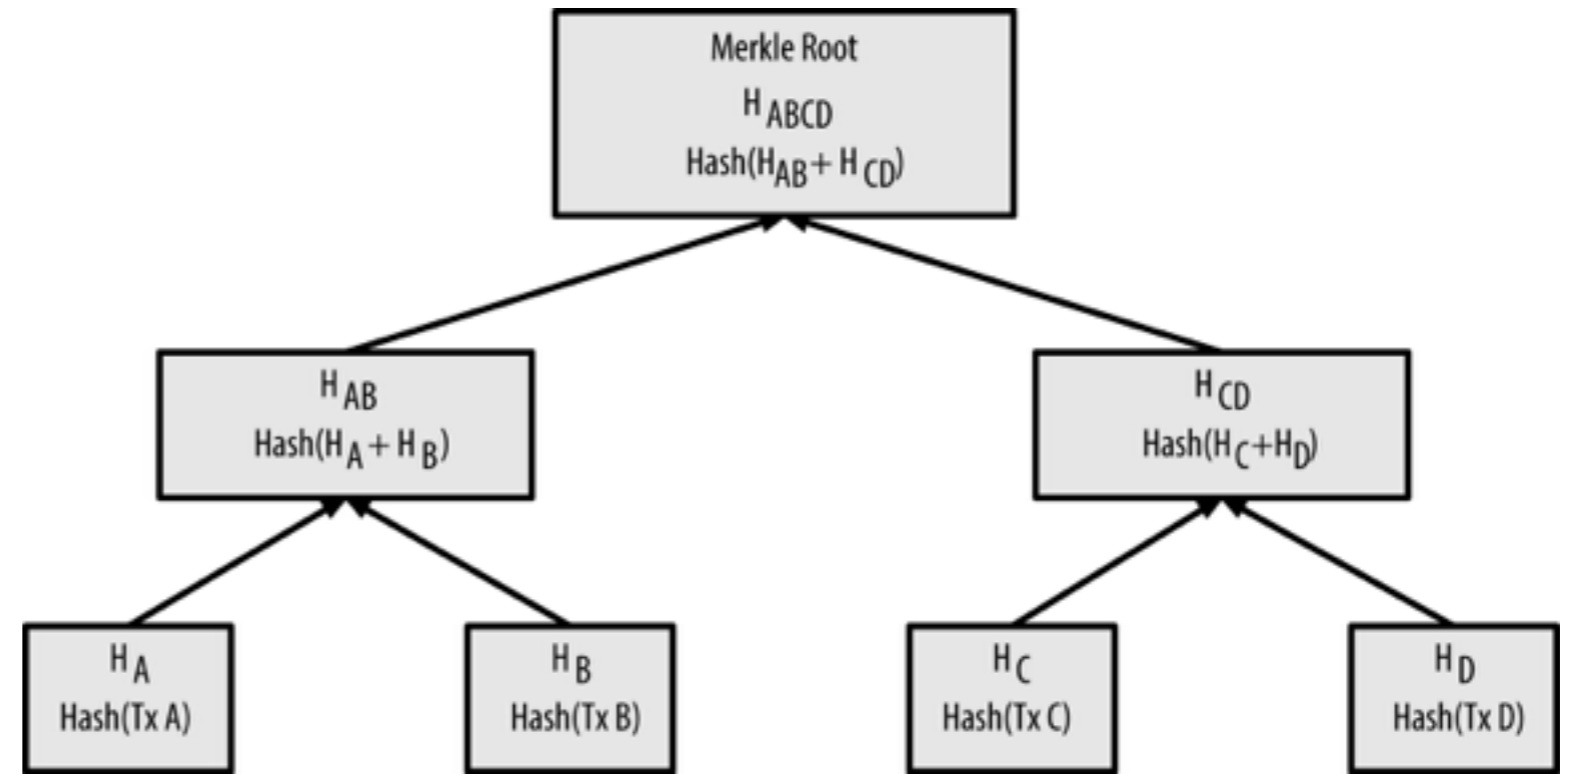 Merkle Root
H ABCD
Hash(HAB+ H CD)
H AB
Hash(H A + H B)
H CD
Hash(H C+HD)
H A
Hash(Tx A)
H B
Hash(Tx B)
H C
Hash(Tx C)
H D
Hash(Tx D)